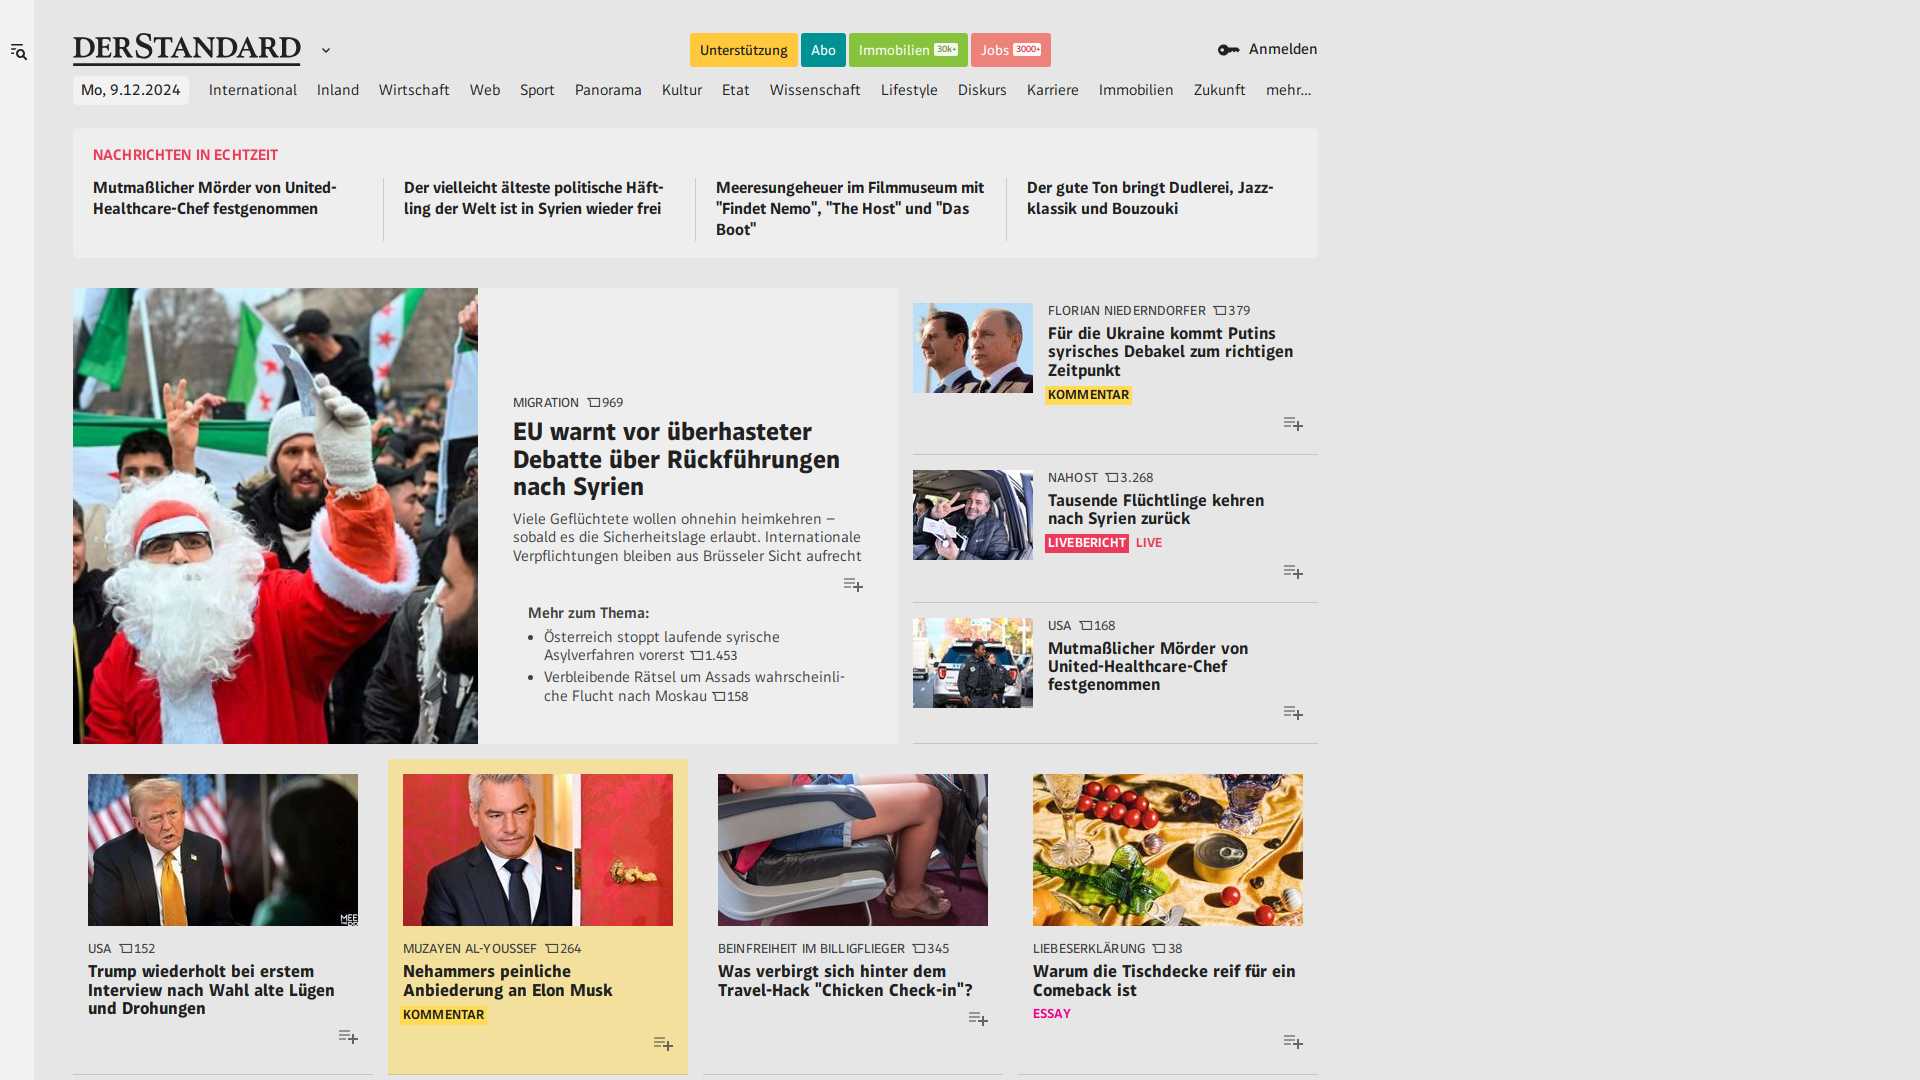 DERSTANDARD
Unterstützung
Abo
Immobilien 30k+
Jobs 3000+
Anmelden
Mo, 9.12.2024
International
Inland
Wirtschaft
Web
Sport
Panorama
Kultur
Etat
Wissenschaft
Lifestyle
Diskurs
Karriere
Immobilien
Zukunft
mehr...
NACHRICHTEN IN ECHTZEIT
Mutmaßlicher Mörder von United-
Healthcare-Chef festgenommen
Der vielleicht älteste politische Häft-
ling der Welt ist in Syrien wieder frei
Meeresungeheuer im Filmmuseum mit
"Findet Nemo", "The Host" und "Das
Boot"
Der gute Ton bringt Dudlerei, Jazz-
klassik und Bouzouki
MIGRATION 969
EU warnt vor überhasteter
Debatte über Rückführungen
nach Syrien
Viele Geflüchtete wollen ohnehin heimkehren –
sobald es die Sicherheitslage erlaubt. Internationale
Verpflichtungen bleiben aus Brüsseler Sicht aufrecht
Mehr zum Thema:
• Österreich stoppt laufende syrische
Asylverfahren vorerst 1.453
• Verbleibende Rätsel um Assads wahrscheinli-
che Flucht nach Moskau 158
FLORIAN NIEDERNDORFER 379
Für die Ukraine kommt Putins
syrisches Debakel zum richtigen
Zeitpunkt
KOMMENTAR
NAHOST 3.268
Tausende Flüchtlinge kehren
nach Syrien zurück
LIVEBERICHT LIVE
USA 168
Mutmaßlicher Mörder von
United-Healthcare-Chef
festgenommen
USA 152
Trump wiederholt bei erstem
Interview nach Wahl alte Lügen
und Drohungen
MUZAYEN AL-YOUSSEF 264
Nehammers peinliche
Anbiederung an Elon Musk
KOMMENTAR
BEINFREIHEIT IM BILLIGFLIEGER 345
Was verbirgt sich hinter dem
Travel-Hack "Chicken Check-in"?
LIEBESERKLÄRUNG 38
Warum die Tischdecke reif für ein
Comeback ist
ESSAY